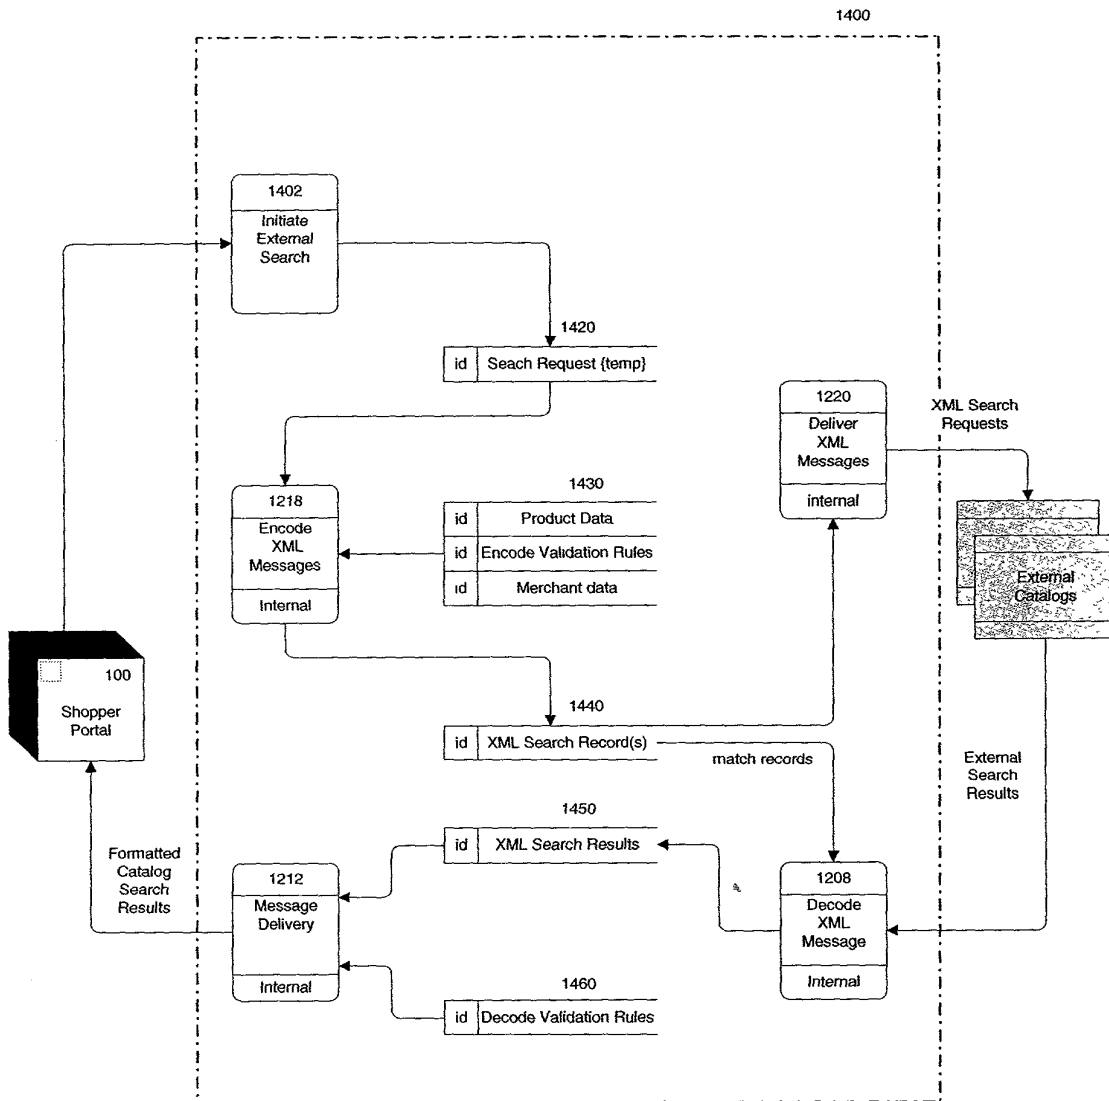 1400
1402
Initiate
External
Search
1420
id Seach Request {temp}
1220
Deliver
XML
Messages
internal
XML Search
Requests
1218
Encode
XML
Messages
Internal
1430
id Product Data
id Encode Validation Rules
id Merchant data
External
Catalogs
100
Shopper
Portal
1440
id XML Search Record(s)
match records
External
Search
Results
1450
id XML Search Results
Formatted
Catalog
Search
Results
1212
Message
Delivery
Internal
1208
Decode
XML
Message
Internal
1460
id Decode Validation Rules